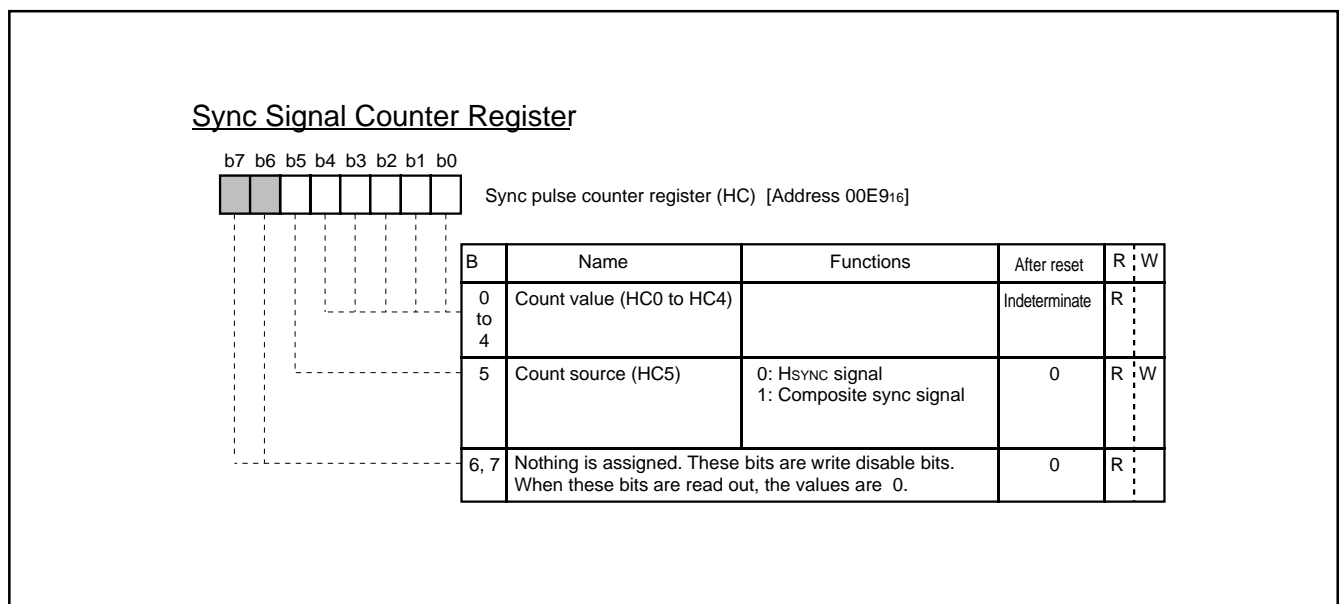 Sync Signal Counter Register
b7 b6 b5 b4 b3 b2 b1 b0
Sync pulse counter register (HC) [Address 00E916]
B Name Functions After reset R W
0 to 4 Count value (HC0 to HC4) Indeterminate R
5 Count source (HC5) 0: HSYNC signal 0 R W
1: Composite sync signal
6, 7 Nothing is assigned. These bits are write disable bits. 0 R
When these bits are read out, the values are 0.